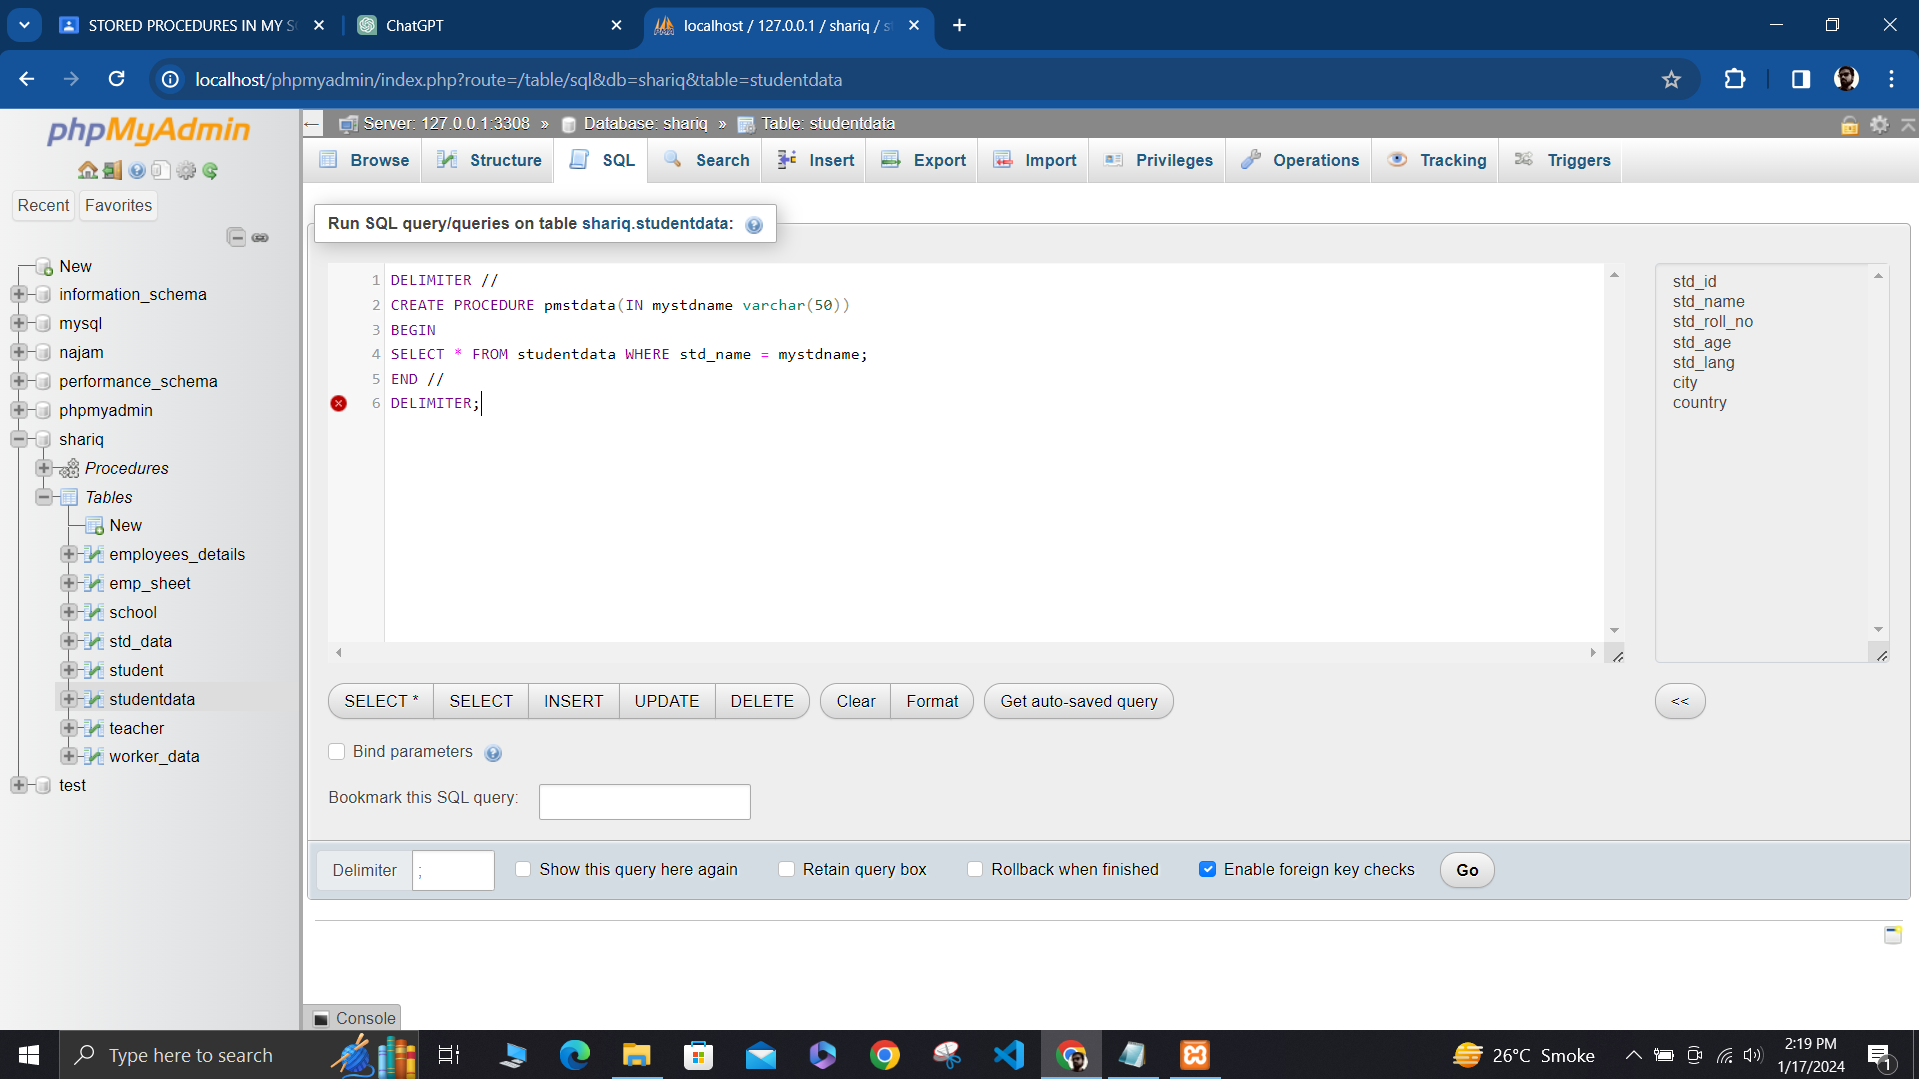 STORED PROCEDURES IN MY S
ChatGPT
localhost / 127.0.0.1 / shariq / s
localhost/phpmyadmin/index.php?route=/table/sql&db=shariq&table=studentdata
phpMyAdmin
Recent
Favorites
New
information_schema
mysql
najam
performance_schema
phpmyadmin
shariq
Procedures
Tables
New
employees_details
emp_sheet
school
std_data
student
studentdata
teacher
worker_data
test
Server: 127.0.0.1:3308 » Database: shariq » Table: studentdata
Browse
Structure
SQL
Search
Insert
Export
Import
Privileges
Operations
Tracking
Triggers
Run SQL query/queries on table shariq.studentdata:
1 DELIMITER //
2 CREATE PROCEDURE pmstdata(IN mystdname varchar(50))
3 BEGIN
4 SELECT * FROM studentdata WHERE std_name = mystdname;
5 END //
6 DELIMITER;
std_id
std_name
std_roll_no
std_age
std_lang
city
country
SELECT *
SELECT
INSERT
UPDATE
DELETE
Clear
Format
Get auto-saved query
<<
Bind parameters
Bookmark this SQL query:
Delimiter
;
Show this query here again
Retain query box
Rollback when finished
Enable foreign key checks
Go
Console
Type here to search
26°C Smoke
2:19 PM
1/17/2024
1